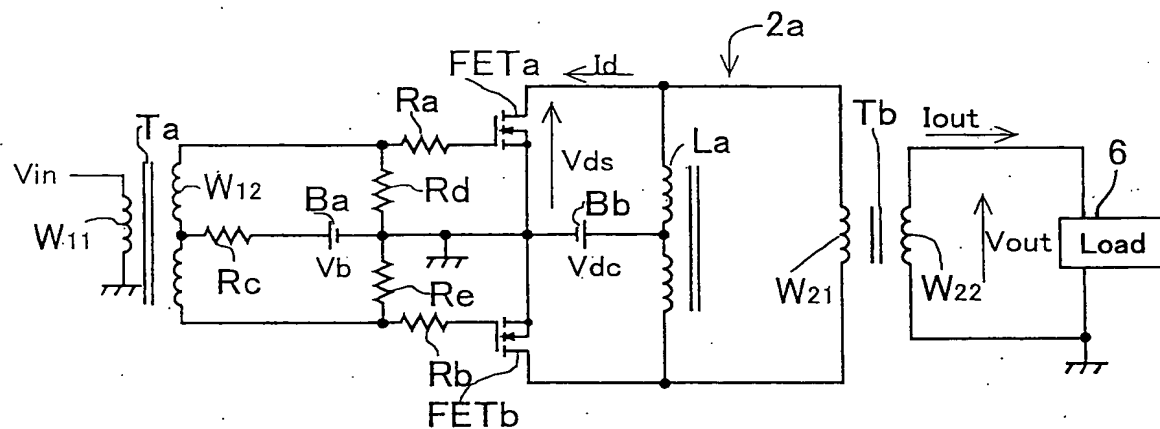 2a
FETa
Id
Ra
Tb
Iout
Ta
La
6
Vin
Vds
W12
Rd
Ba
Bb
W11
Load
Vout
Vb
Vdc
Rc
Re
W21
W22
Rb
FETb